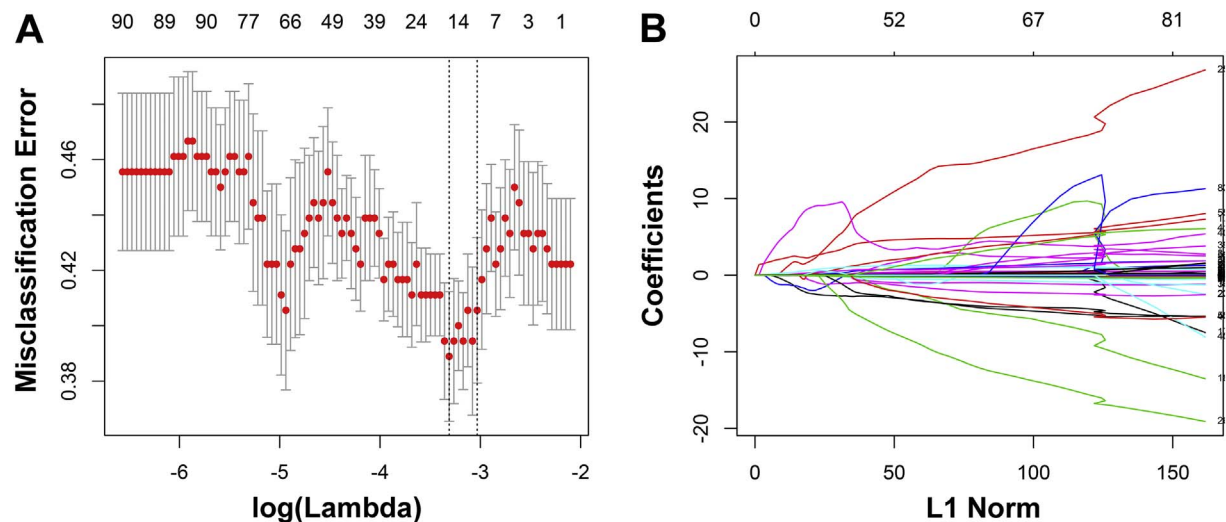 A
90 89 90 77 66 49 39 24 14 7 3 1
Misclassification Error
0.46
0.42
0.38
-6 -5 -4 -3 -2
log(Lambda)
B
0 52 67 81
Coefficients
20
10
0
-10
-20
0 50 100 150
L1 Norm